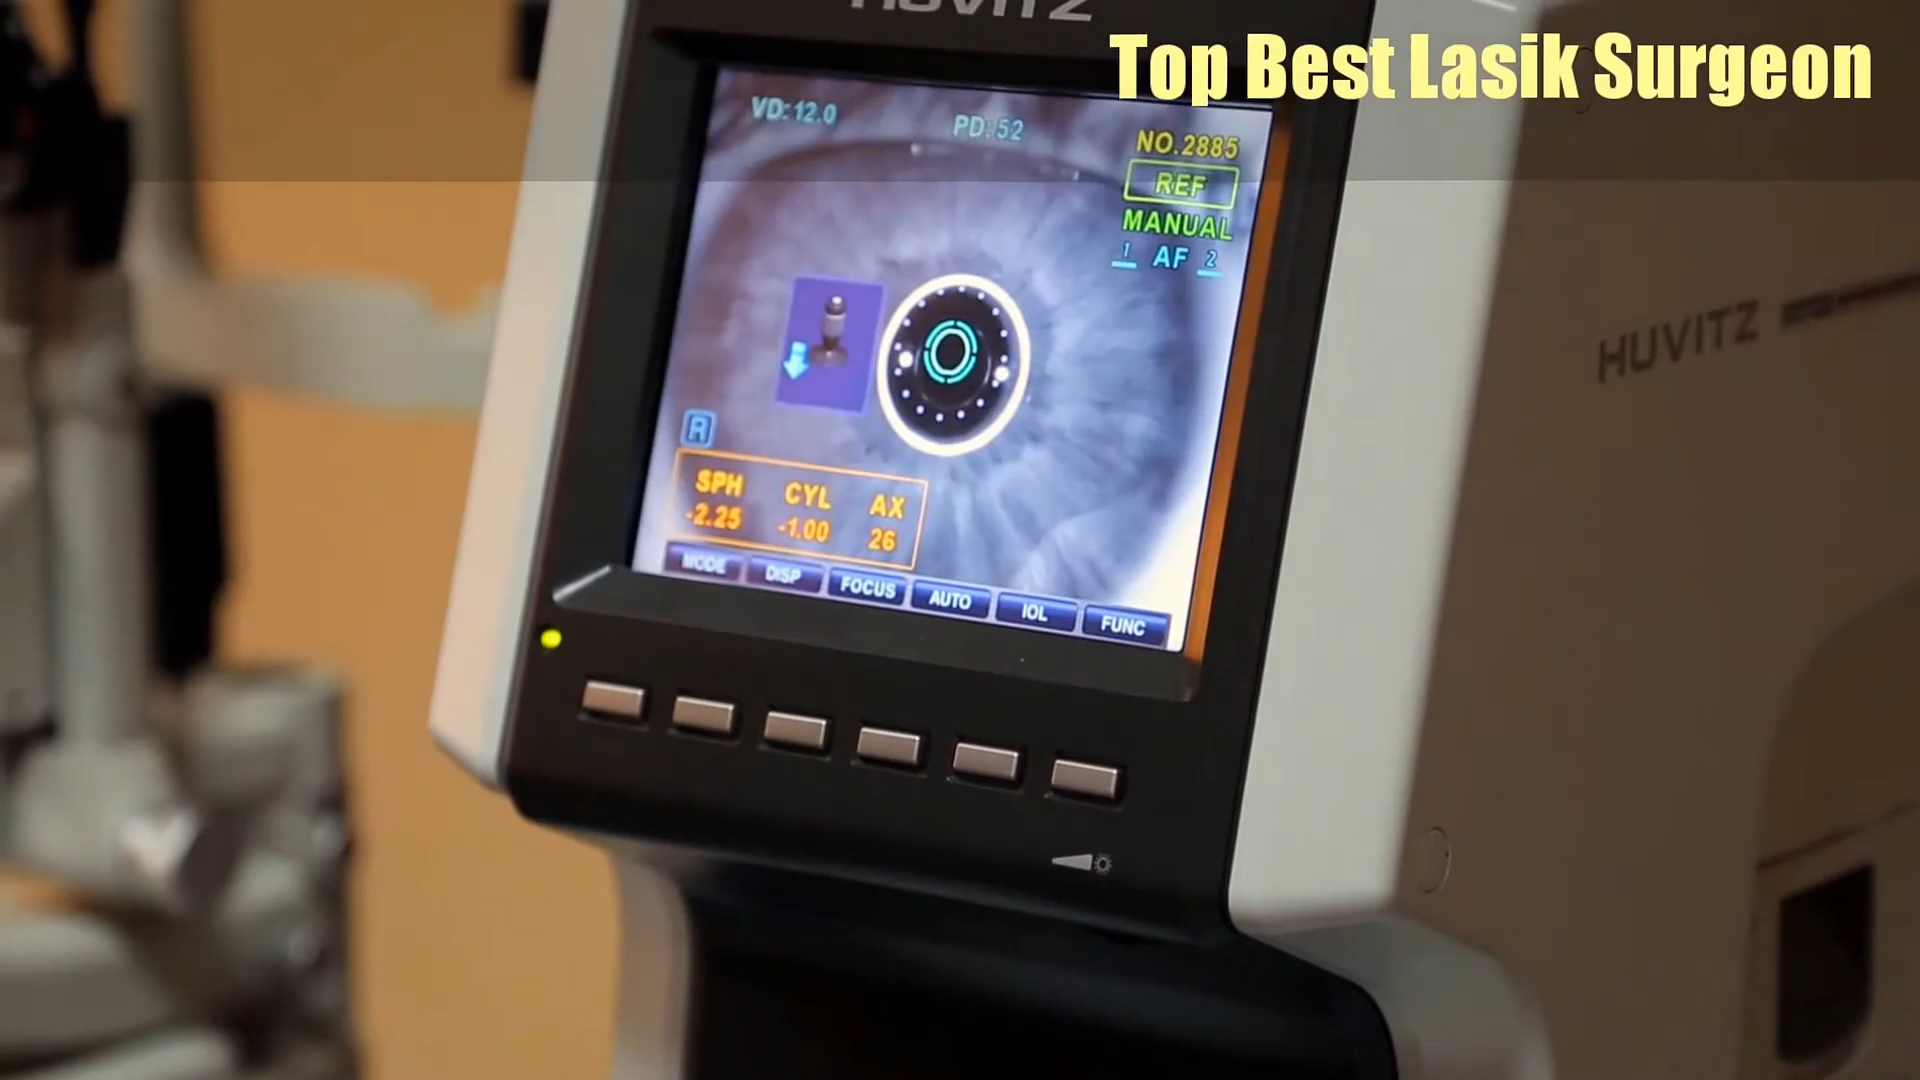 HUVITZ
Top Best Lasik Surgeon
VD: 12.0
PD: 52
NO.2885
REF
MANUAL
1 AF 2
HUVITZ
R
SPH CYL AX
-2.25 -1.00 26
MODE DISP FOCUS AUTO IOL FUNC